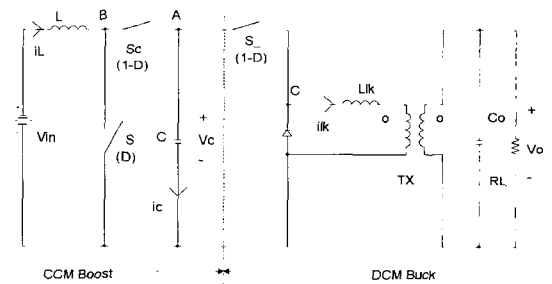 L B A
iL Sc S_
(1-D) (1-D)
C Llk
ilk
+ o o Co +
Vin S C Vc Vo
(D) -
TX RL -
ic
CCM Boost DCM Buck